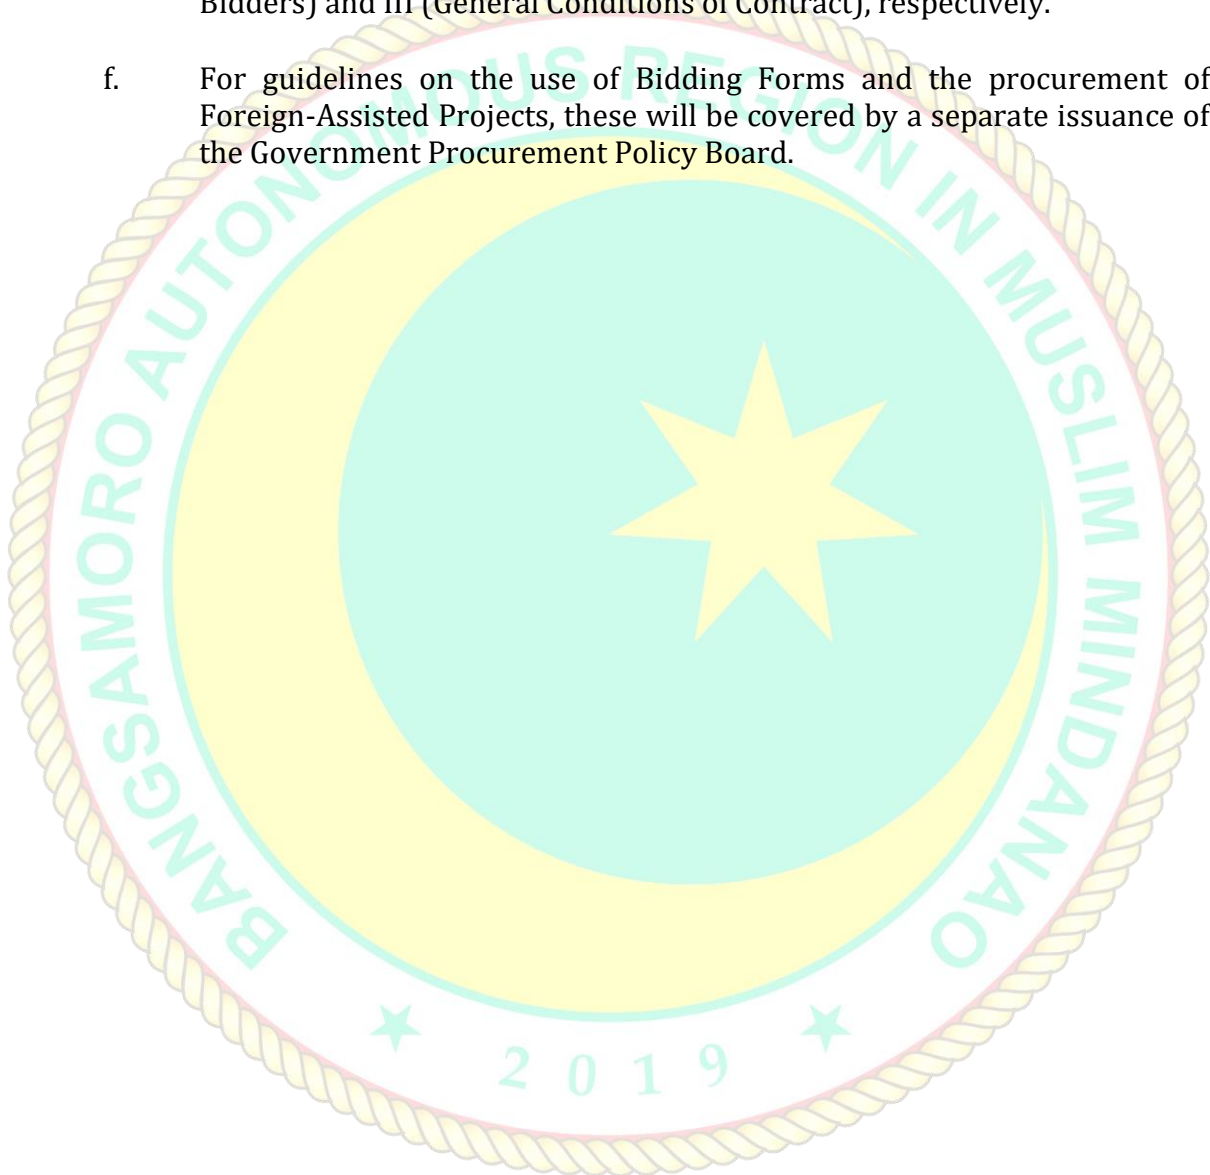 Bidders) and III (General Conditions of Contract), respectively.
f. For guidelines on the use of Bidding Forms and the procurement of
Foreign-Assisted Projects, these will be covered by a separate issuance of
the Government Procurement Policy Board.
BANGSAMORO AUTONOMOUS REGION IN MUSLIM MINDANAO
2019